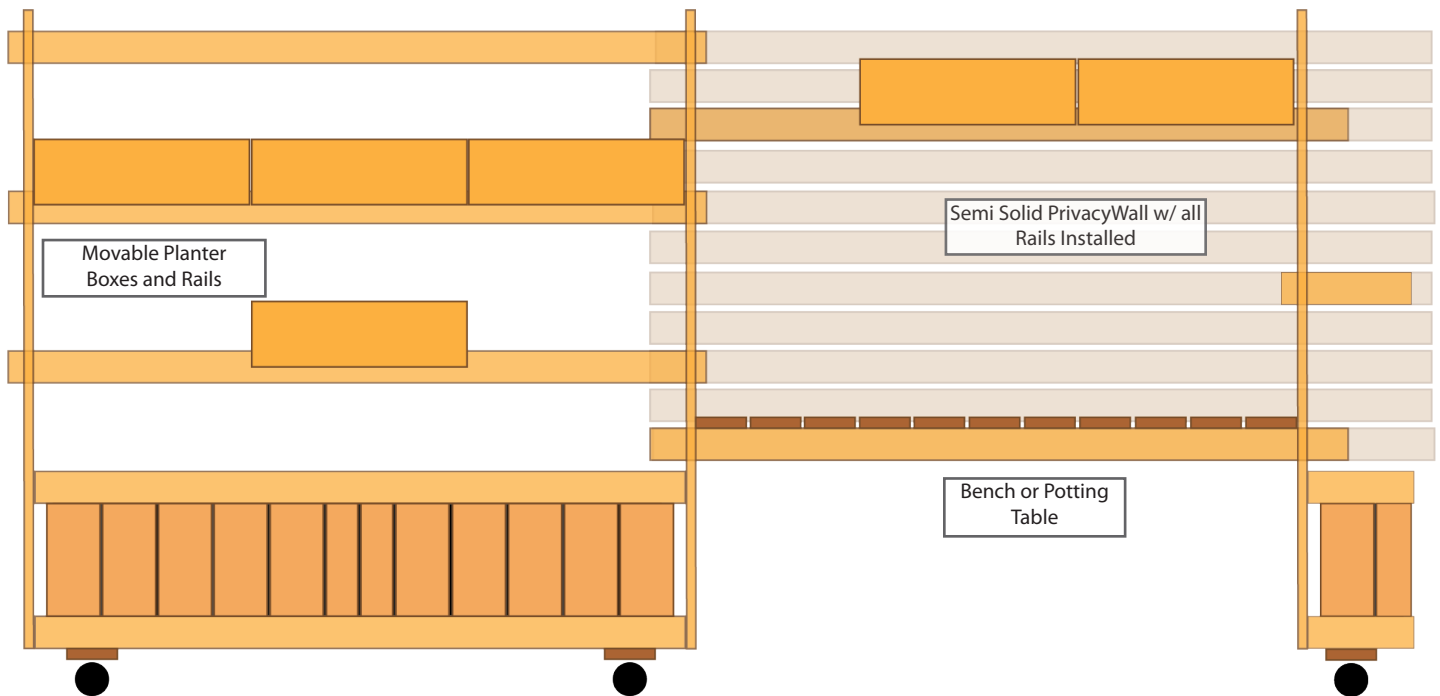 Movable Planter
Boxes and Rails
Semi Solid PrivacyWall w/ all
Rails Installed
Bench or Potting
Table